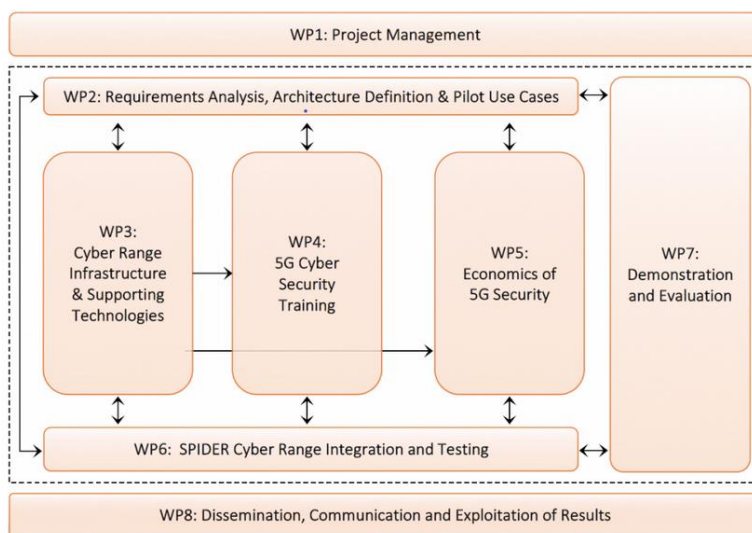 WP1: Project Management
WP2: Requirements Analysis, Architecture Definition & Pilot Use Cases
WP3:
Cyber Range
Infrastructure
& Supporting
Technologies
WP4:
5G Cyber
Security
Training
WP5:
Economics of
5G Security
WP7:
Demonstration
and Evaluation
WP6: SPIDER Cyber Range Integration and Testing
WP8: Dissemination, Communication and Exploitation of Results